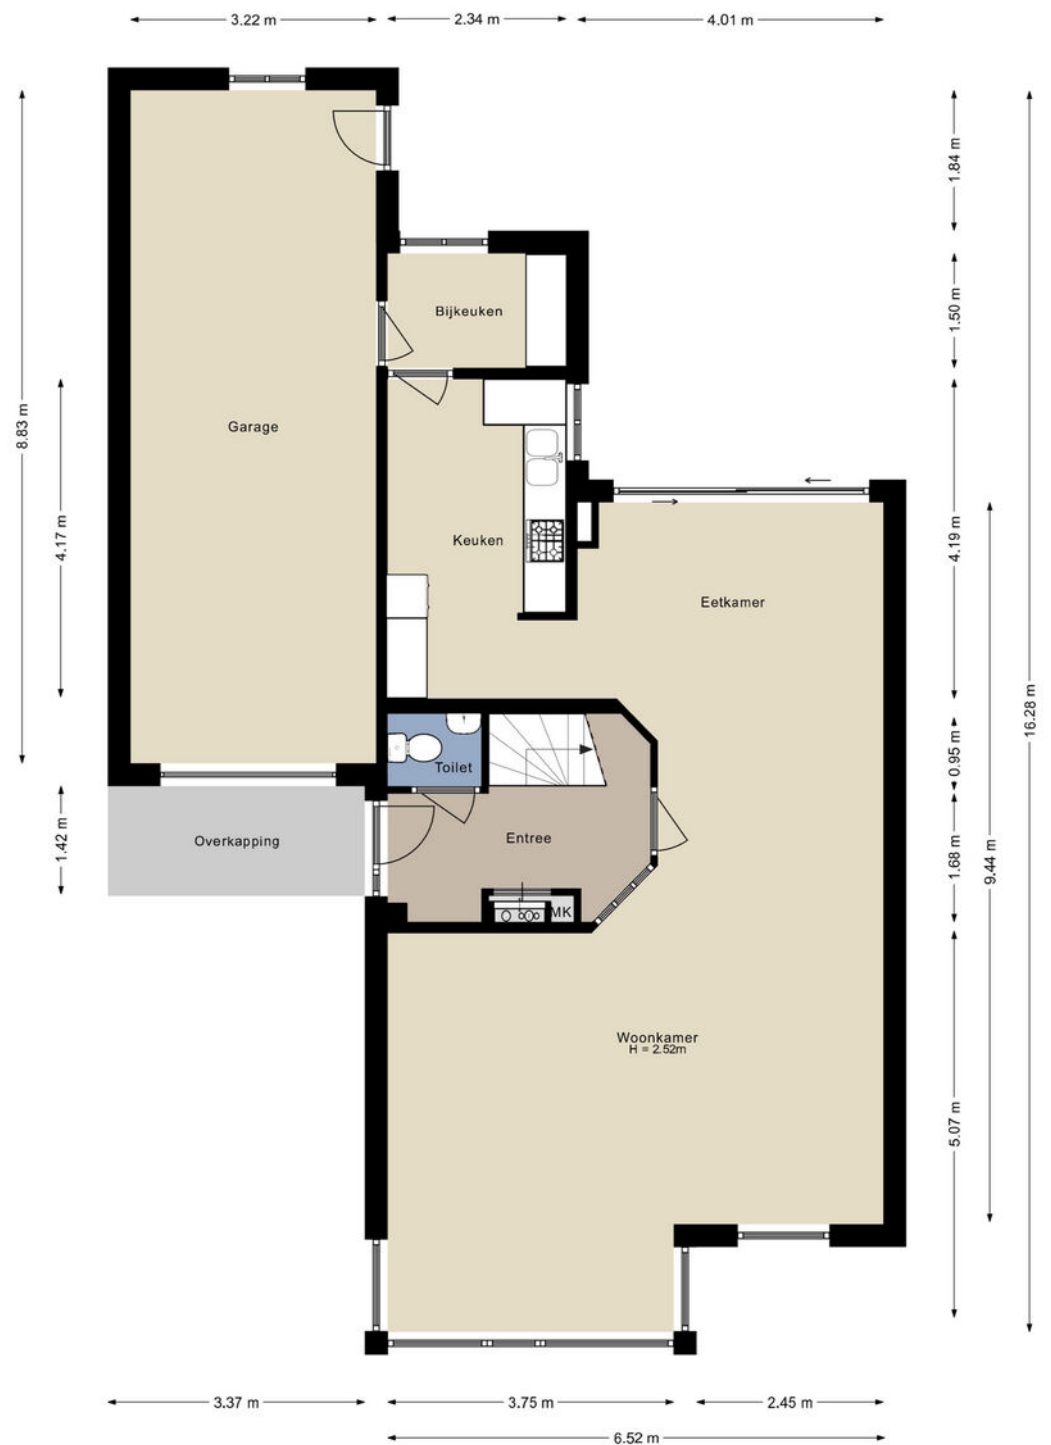 3.22 m
2.34 m
4.01 m
8.83 m
4.17 m
1.42 m
1.84 m
1.50 m
4.19 m
0.95 m
1.68 m
5.07 m
9.44 m
16.28 m
Bijkeuken
Garage
Keuken
Eetkamer
Toilet
Overkapping
Entree
MK
Woonkamer
H = 2.52m
3.37 m
3.75 m
2.45 m
6.52 m